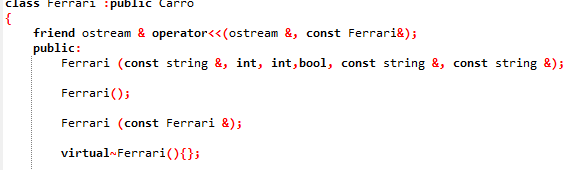 class Ferrari :public Carro
{
friend ostream & operator<<(ostream &, const Ferrari&);
public:
Ferrari (const string &, int, int,bool, const string &, const string &);
Ferrari();
Ferrari (const Ferrari &);
virtual~Ferrari(){};